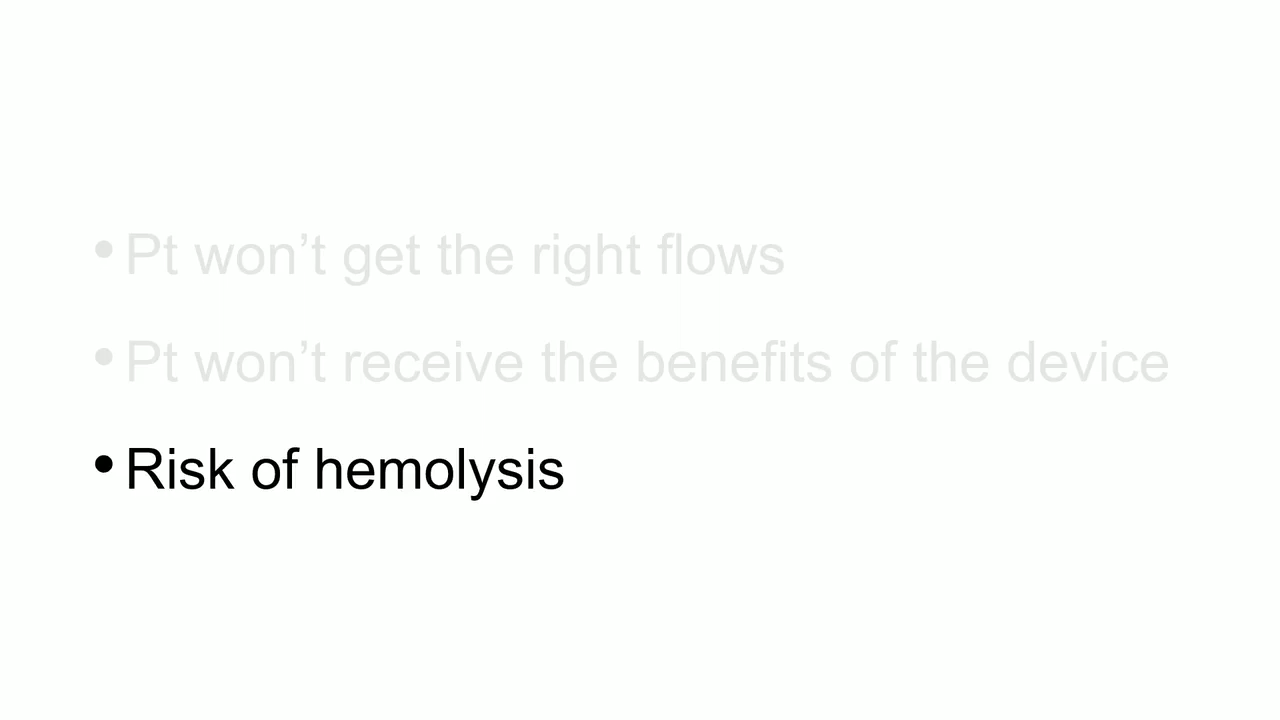 • Pt won’t get the right flows
• Pt won’t receive the benefits of the device
• Risk of hemolysis